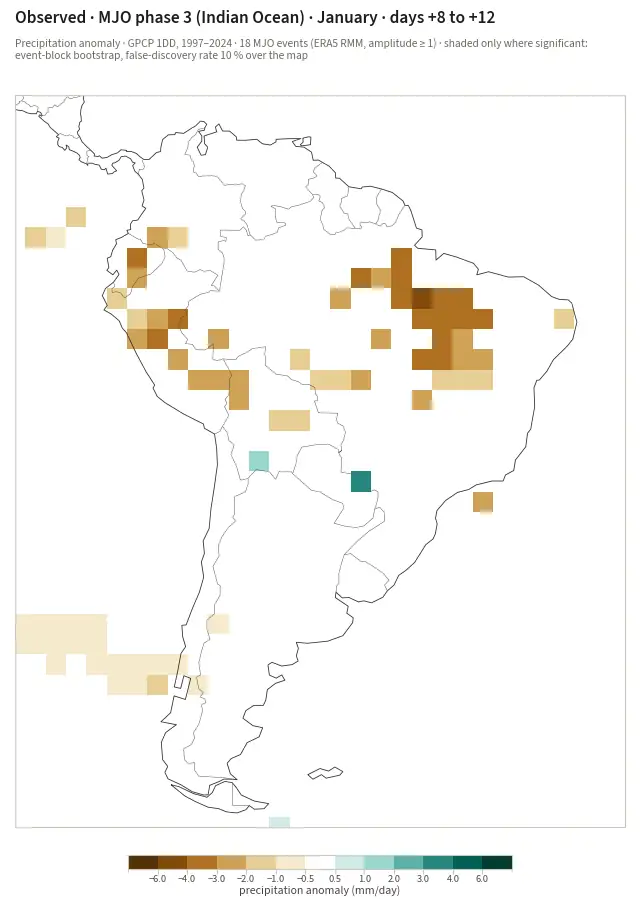 Observed · MJO phase 3 (Indian Ocean) · January · days +8 to +12
Precipitation anomaly · GPCP 1DD, 1997–2024 · 18 MJO events (ERA5 RMM, amplitude ≥ 1) · shaded only where significant:
event-block bootstrap, false-discovery rate 10 % over the map
−6.0 −4.0 −3.0 −2.0 −1.0 −0.5 0.5 1.0 2.0 3.0 4.0 6.0
precipitation anomaly (mm/day)